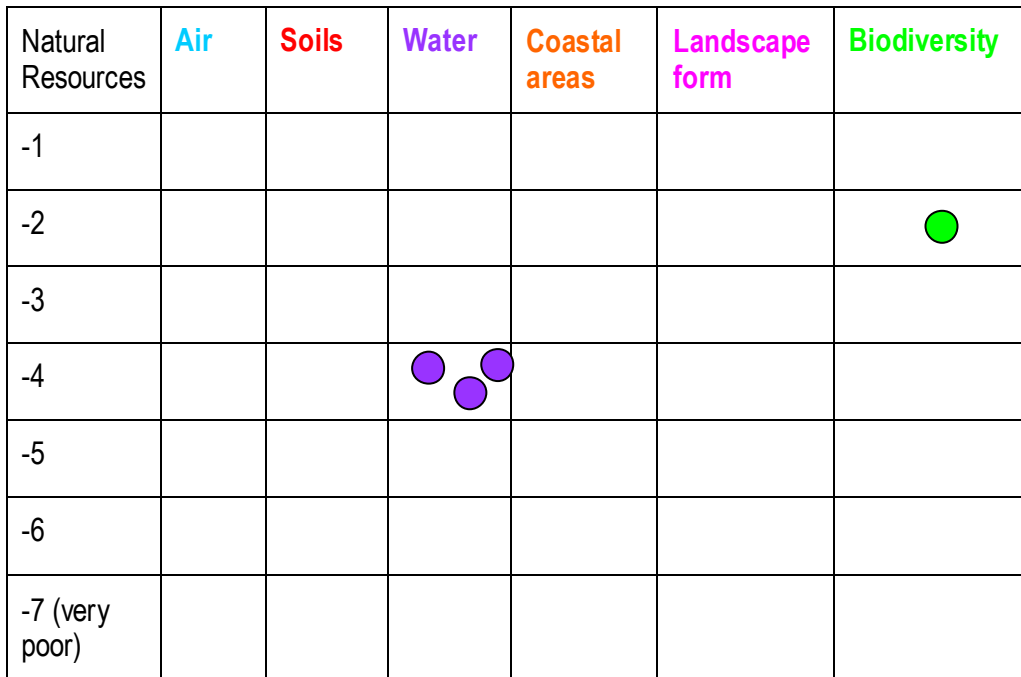 Natural Resources Air Soils Water Coastal areas Landscape form Biodiversity
-1
-2
-3
-4
-5
-6
-7 (very
poor)